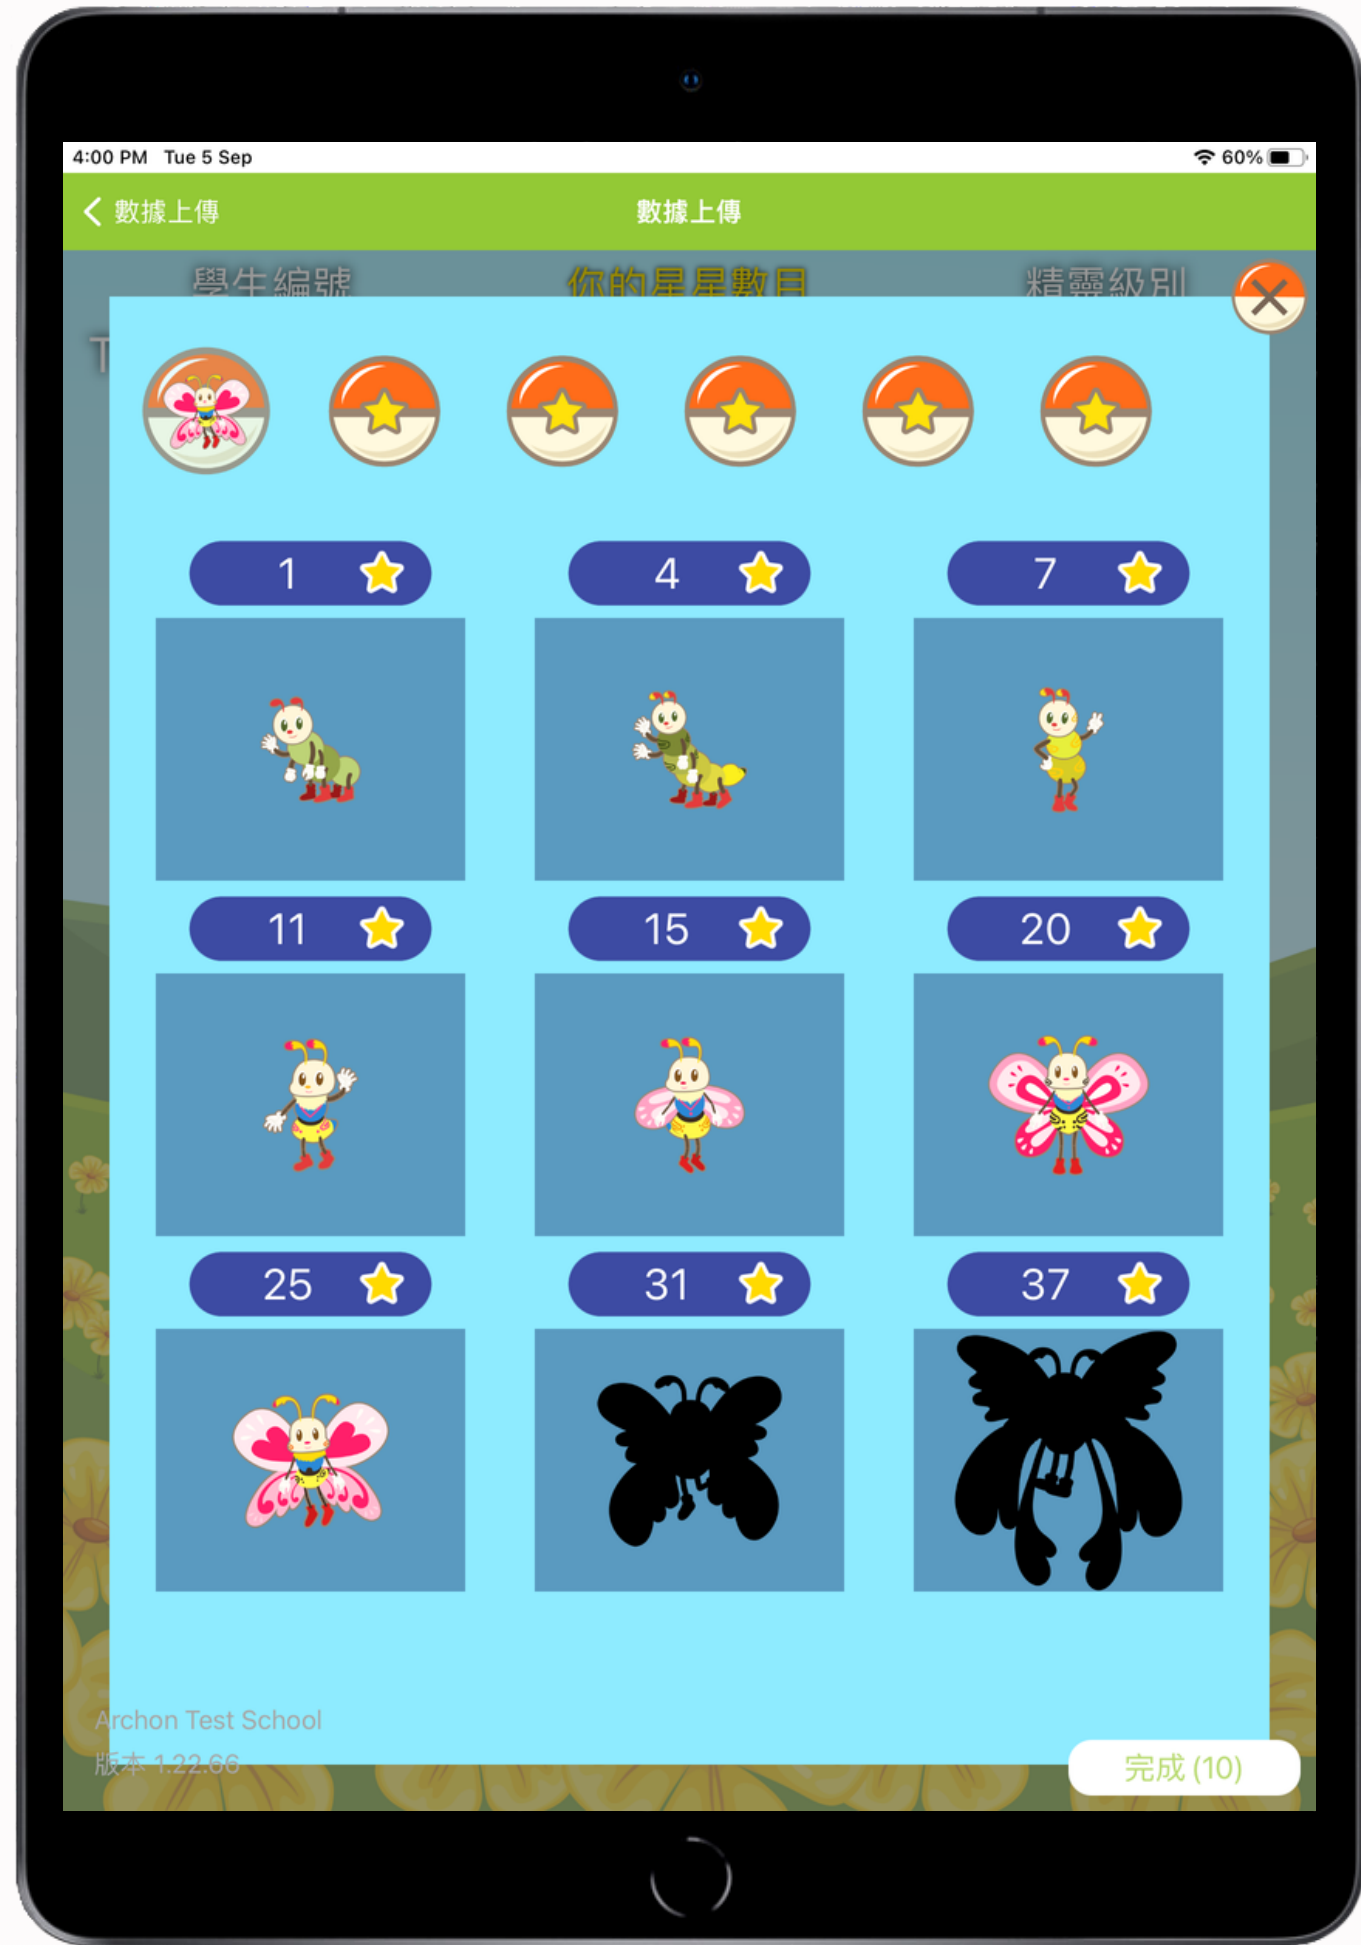 4:00 PM Tue 5 Sep 60%
數據上傳 數據上傳
學生編號 你的星星數目 精靈級別
T
1 4 7
11 15 20
25 31 37
Archon Test School
版本 1.22.66
完成 (10)